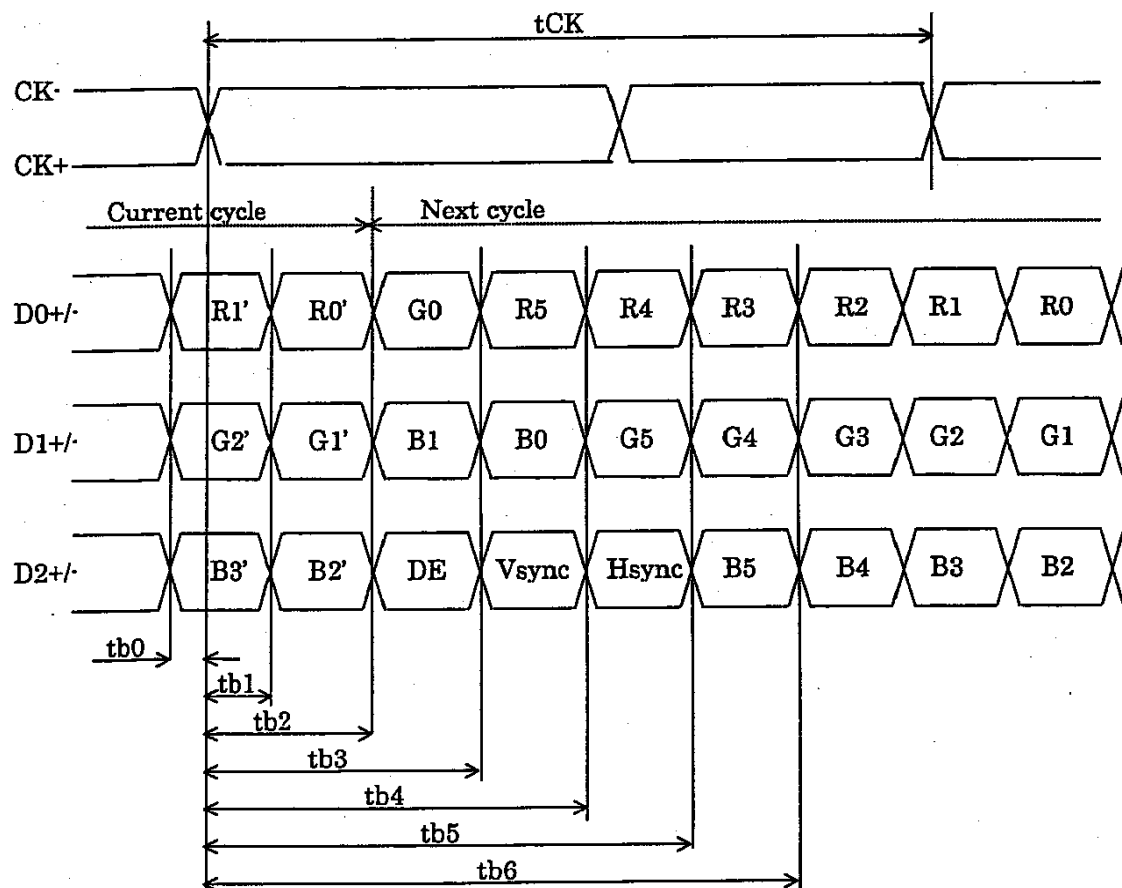 tCK
CK-
CK+
Current cycle Next cycle
D0+/- R1' R0' G0 R5 R4 R3 R2 R1 R0
D1+/- G2' G1' B1 B0 G5 G4 G3 G2 G1
D2+/- B3' B2' DE Vsync Hsync B5 B4 B3 B2
tb0
tb1
tb2
tb3
tb4
tb5
tb6